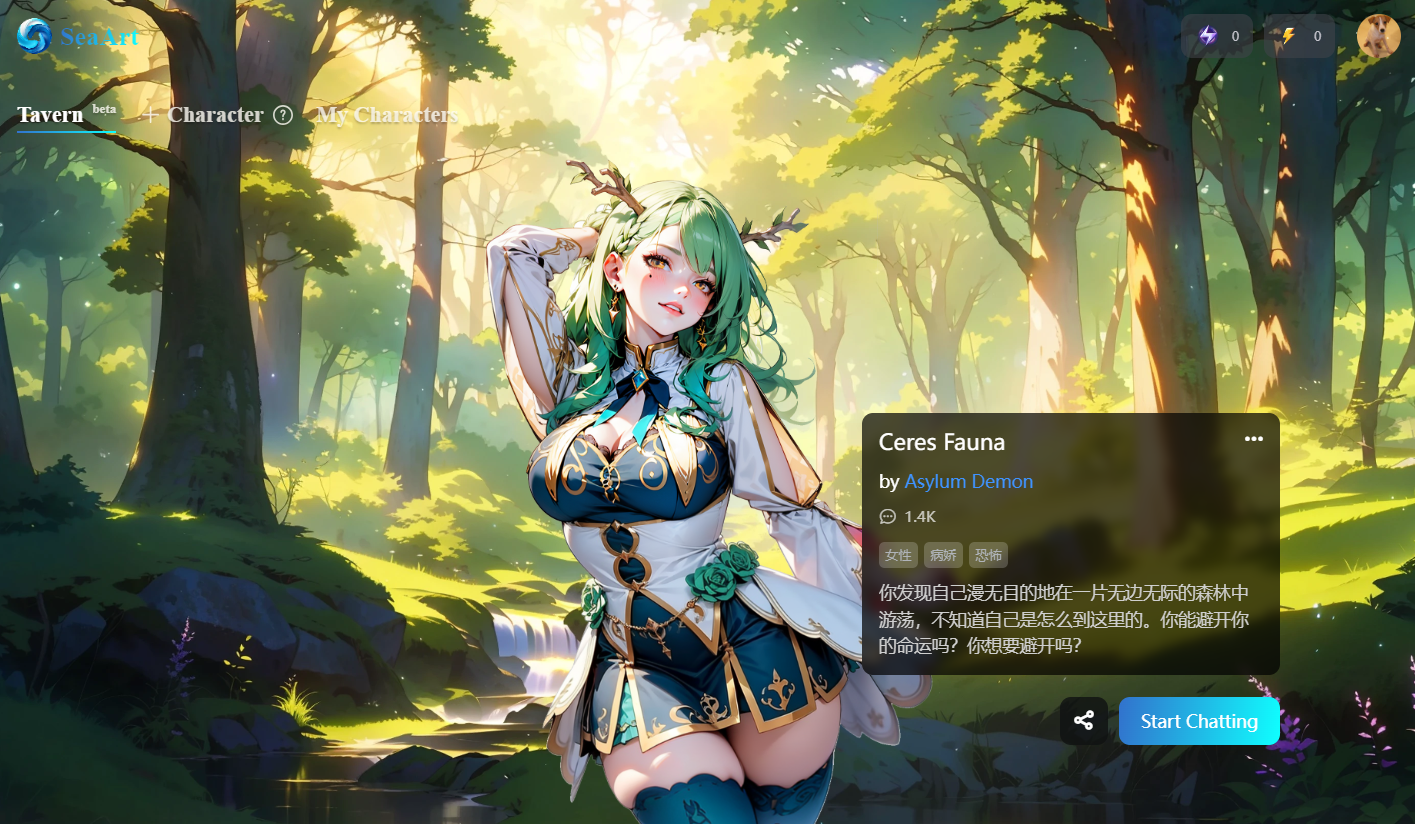 SeaArt
0
0
Tavern beta
+ Character ?
My Characters
Ceres Fauna
by Asylum Demon
1.4K
女性 病娇 恐怖
你发现自己漫无目的地在一片无边无际的森林中
游荡，不知道自己是怎么到这里的。你能避开你
的命运吗？你想要避开吗？
Start Chatting